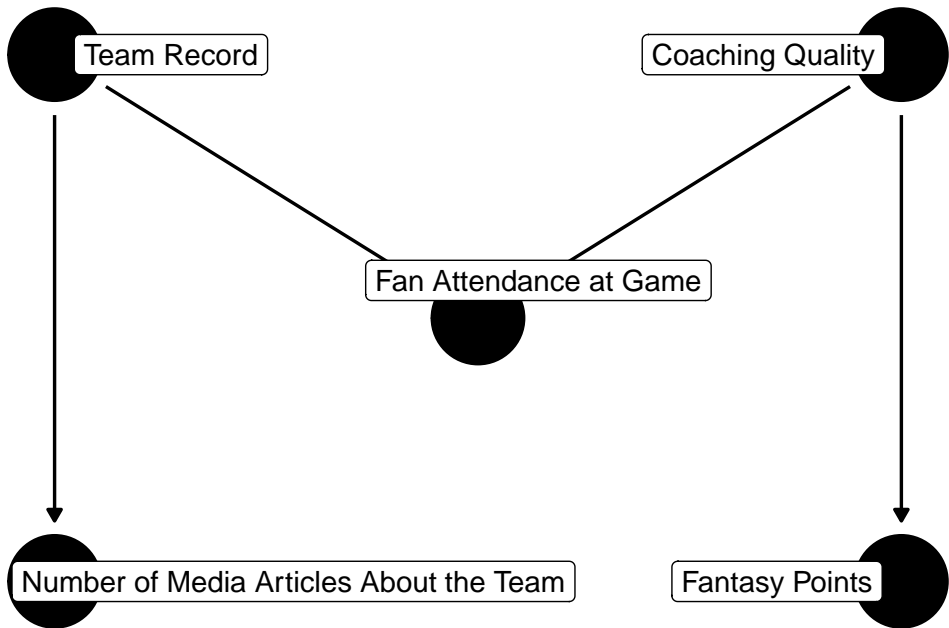 Team Record
Coaching Quality
Fan Attendance at Game
Number of Media Articles About the Team
Fantasy Points